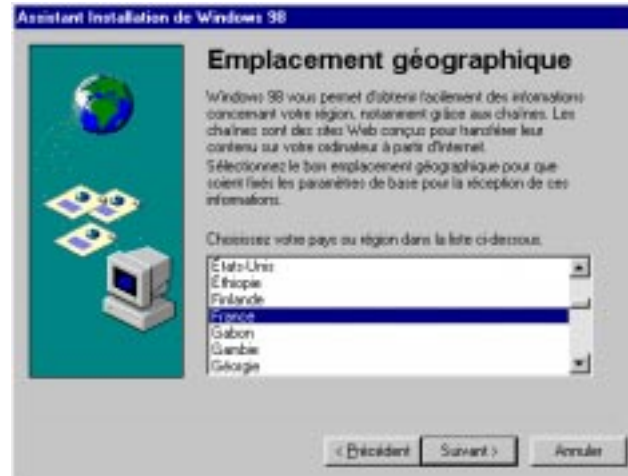 Assistant Installation de Windows 98
Emplacement géographique
Windows 98 vous permet d'obtenir facilement des informations
concernant votre région, notamment grâce aux chaînes. Les
chaînes sont des sites Web conçus pour transférer leur
contenu sur votre ordinateur à partir d'Internet.
Sélectionnez le bon emplacement géographique pour que
soient fixés les paramètres de base pour la réception de ces
informations.
Choisissez votre pays ou région dans la liste ci-dessous.
États-Unis
Éthiopie
Finlande
France
Gabon
Gambie
Géorgie
< Précédent
Suivant >
Annuler